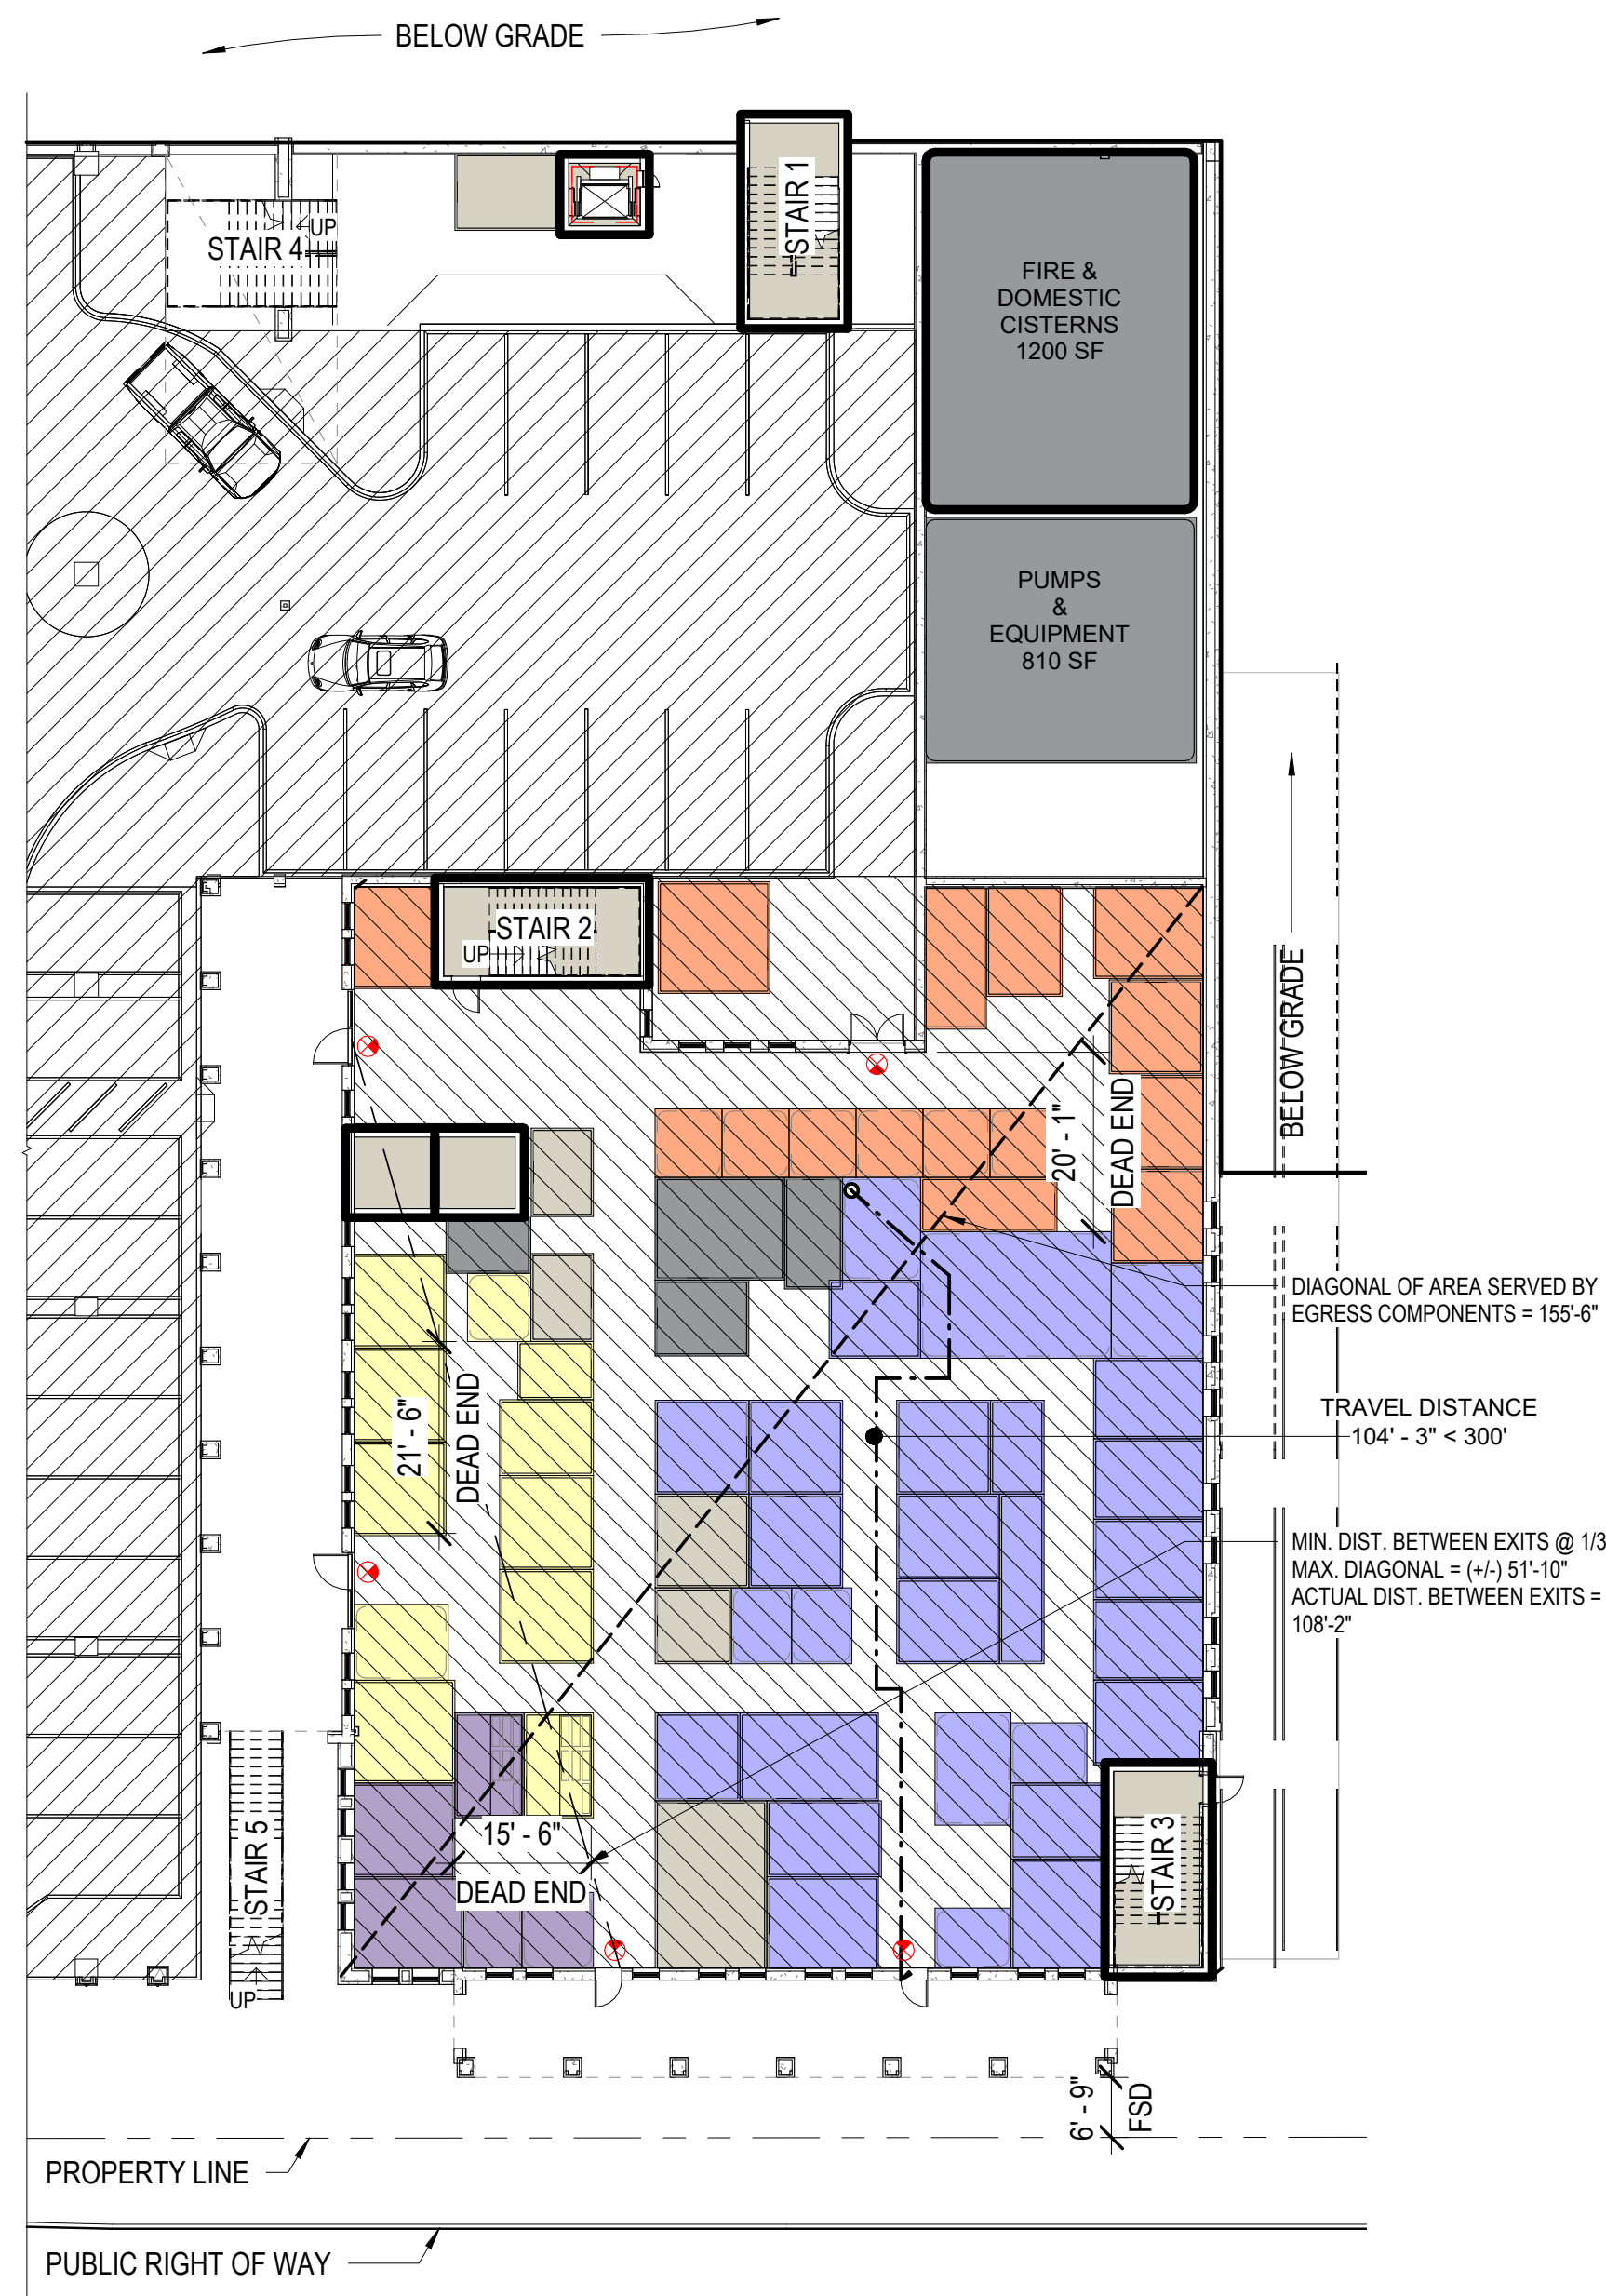 BELOW GRADE
STAIR 1
UP
STAIR 4
FIRE &
DOMESTIC
CISTERNS
1200 SF
PUMPS
&
EQUIPMENT
810 SF
STAIR 2
UP
BELOW GRADE
20' - 1"
DEAD END
DIAGONAL OF AREA SERVED BY
EGRESS COMPONENTS = 155'-6"
21' - 6"
DEAD END
TRAVEL DISTANCE
104' - 3" < 300'
MIN. DIST. BETWEEN EXITS @ 1/3
MAX. DIAGONAL = (+/-) 51'-10"
ACTUAL DIST. BETWEEN EXITS =
108'-2"
15' - 6"
DEAD END
STAIR 5
UP
STAIR 3
6' - 9"
FSD
PROPERTY LINE
PUBLIC RIGHT OF WAY